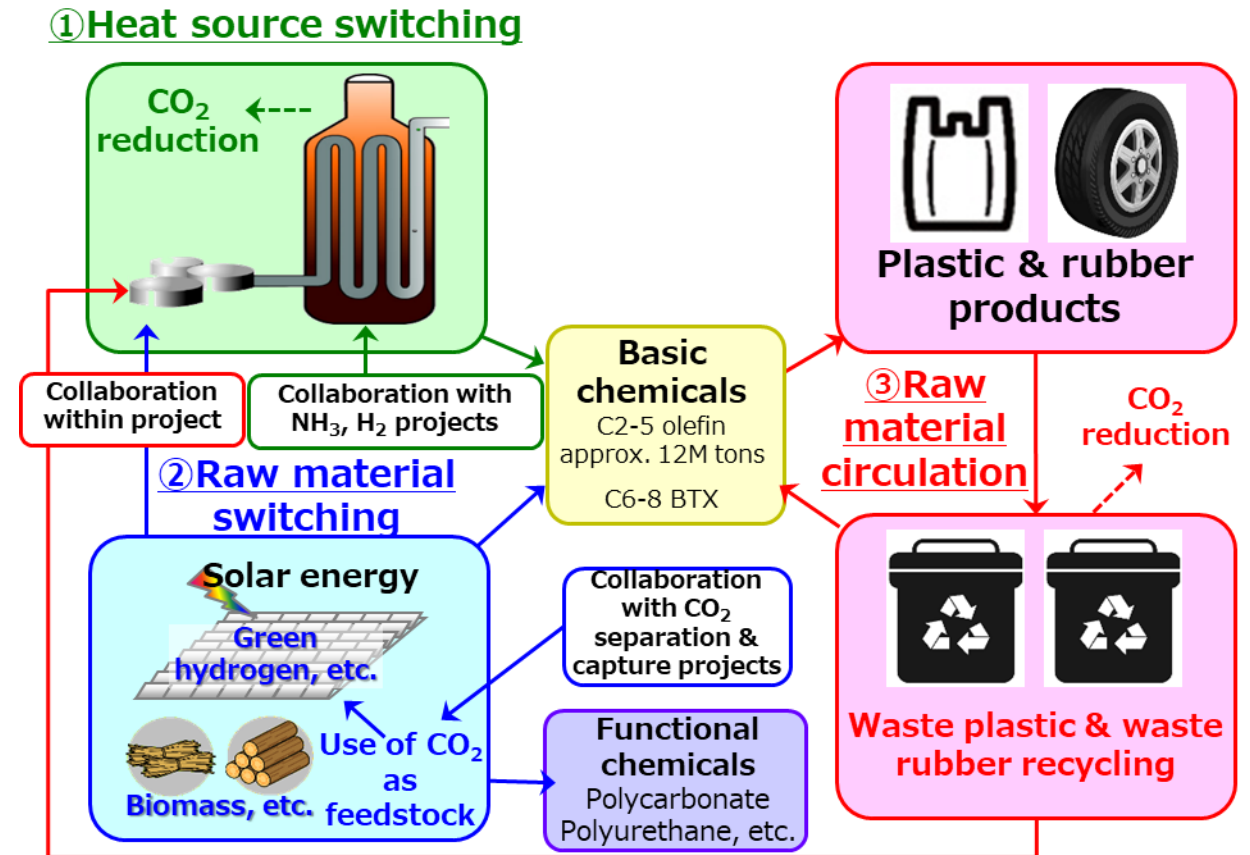 ①Heat source switching
CO₂
reduction
Plastic & rubber
products
Collaboration
within project
Collaboration with
NH₃, H₂ projects
Basic
chemicals
C2-5 olefin
approx. 12M tons
C6-8 BTX
③Raw
material
circulation
CO₂
reduction
②Raw material
switching
Solar energy
Green
hydrogen, etc.
Biomass, etc.
Use of CO₂
as
feedstock
Collaboration
with CO₂
separation &
capture projects
Functional
chemicals
Polycarbonate
Polyurethane, etc.
Waste plastic & waste
rubber recycling